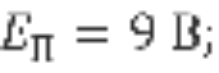 Eп = 9 В;